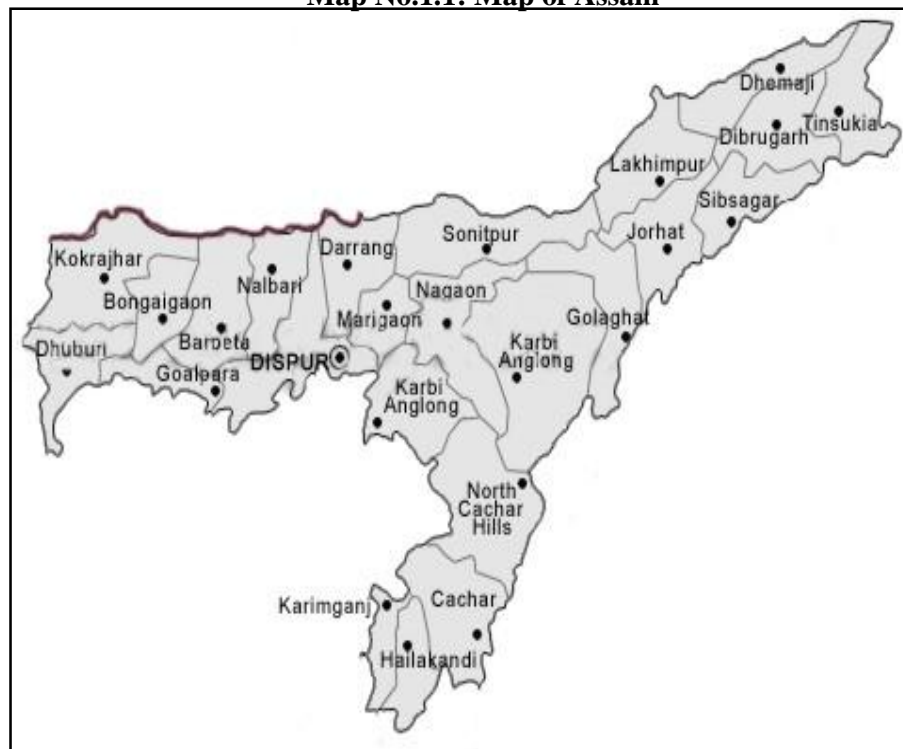 Map No.1.1: Map of Assam
Dhemaji
Dibrugarh
Tinsukia
Lakhimpur
Sibsagar
Jorhat
Sonitpur
Darrang
Kokrajhar
Nalbari
Nagaon
Bongaigaon
Marigaon
Golaghat
Barpeta
Dhuburi
DISPUR
Karbi
Anglong
Goalpara
Karbi
Anglong
North
Cachar
Hills
Karimganj
Cachar
Hailakandi